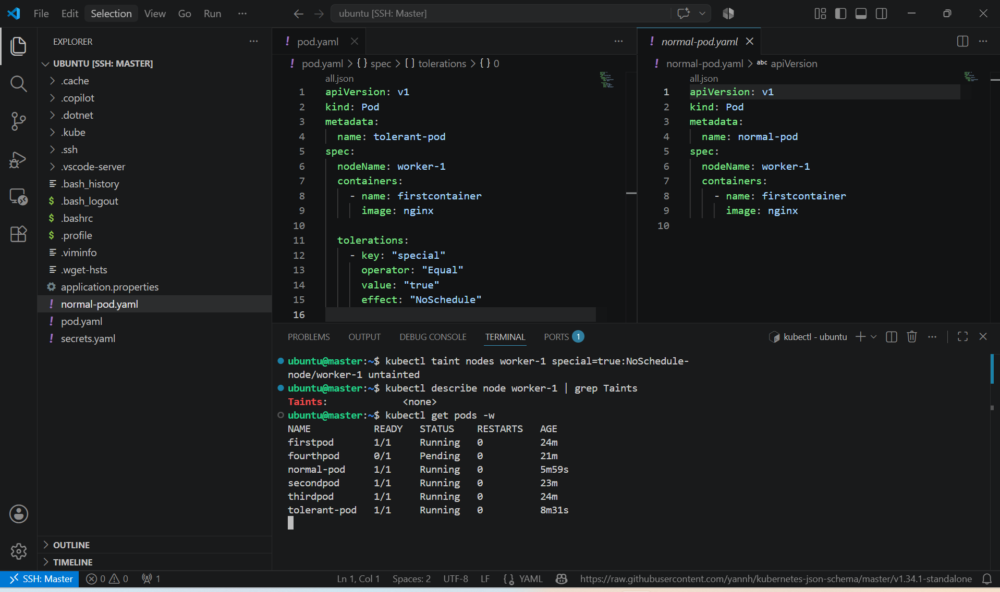 File Edit Selection View Go Run ···
ubuntu [SSH: Master]
EXPLORER
UBUNTU [SSH: MASTER]
.cache
.copilot
.dotnet
.kube
.ssh
.vscode-server
.bash_history
$ .bash_logout
$ .bashrc
$ .profile
.viminfo
.wget-hsts
application.properties
! normal-pod.yaml
! pod.yaml
! secrets.yaml
OUTLINE
TIMELINE
! pod.yaml
! pod.yaml > { } spec > [ ] tolerations > { } 0
all.json
1 apiVersion: v1
2 kind: Pod
3 metadata:
4 name: tolerant-pod
5 spec:
6 nodeName: worker-1
7 containers:
8 - name: firstcontainer
9 image: nginx
10
11 tolerations:
12 - key: "special"
13 operator: "Equal"
14 value: "true"
15 effect: "NoSchedule"
16
! normal-pod.yaml
! normal-pod.yaml > abc apiVersion
all.json
1 apiVersion: v1
2 kind: Pod
3 metadata:
4 name: normal-pod
5 spec:
6 nodeName: worker-1
7 containers:
8 - name: firstcontainer
9 image: nginx
10
PROBLEMS OUTPUT DEBUG CONSOLE TERMINAL PORTS 1
kubectl - ubuntu
ubuntu@master:~$ kubectl taint nodes worker-1 special=true:NoSchedule-
node/worker-1 untainted
ubuntu@master:~$ kubectl describe node worker-1 | grep Taints
Taints: <none>
ubuntu@master:~$ kubectl get pods -w
NAME READY STATUS RESTARTS AGE
firstpod 1/1 Running 0 24m
fourthpod 0/1 Pending 0 21m
normal-pod 1/1 Running 0 5m59s
secondpod 1/1 Running 0 23m
thirdpod 1/1 Running 0 24m
tolerant-pod 1/1 Running 0 8m31s
SSH: Master 0 0 1 Ln 1, Col 1 Spaces: 2 UTF-8 LF YAML https://raw.githubusercontent.com/yannh/kubernetes-json-schema/master/v1.34.1-standalone